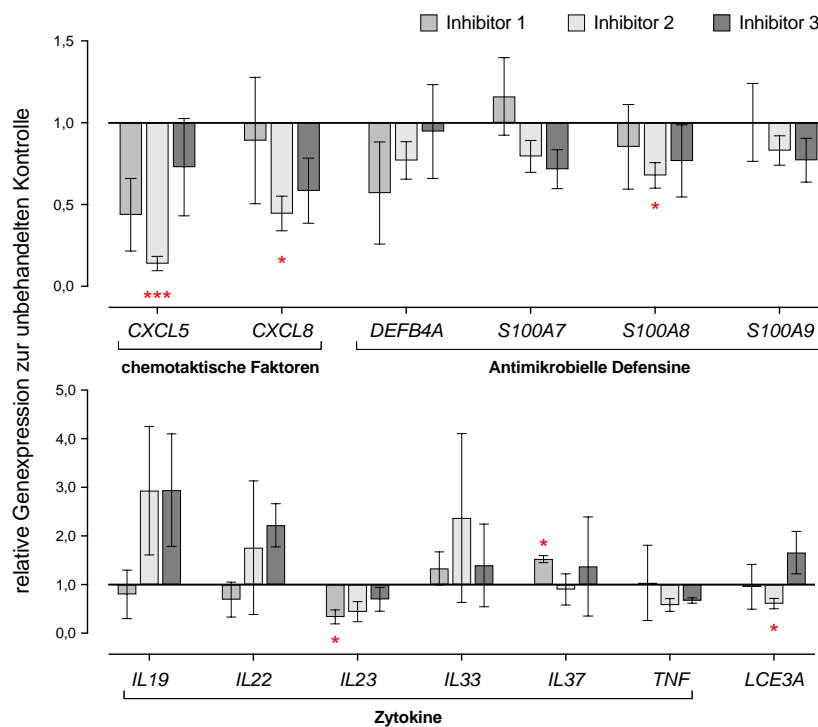 Inhibitor 1 Inhibitor 2 Inhibitor 3
relative Genexpression zur unbehandelten Kontrolle
1,5
1,0
0,5
0,0
*** * *
CXCL5 CXCL8 DEFB4A S100A7 S100A8 S100A9
chemotaktische Faktoren Antimikrobielle Defensine
5,0
4,0
3,0
2,0
1,0
0,0
* * *
IL19 IL22 IL23 IL33 IL37 TNF LCE3A
Zytokine